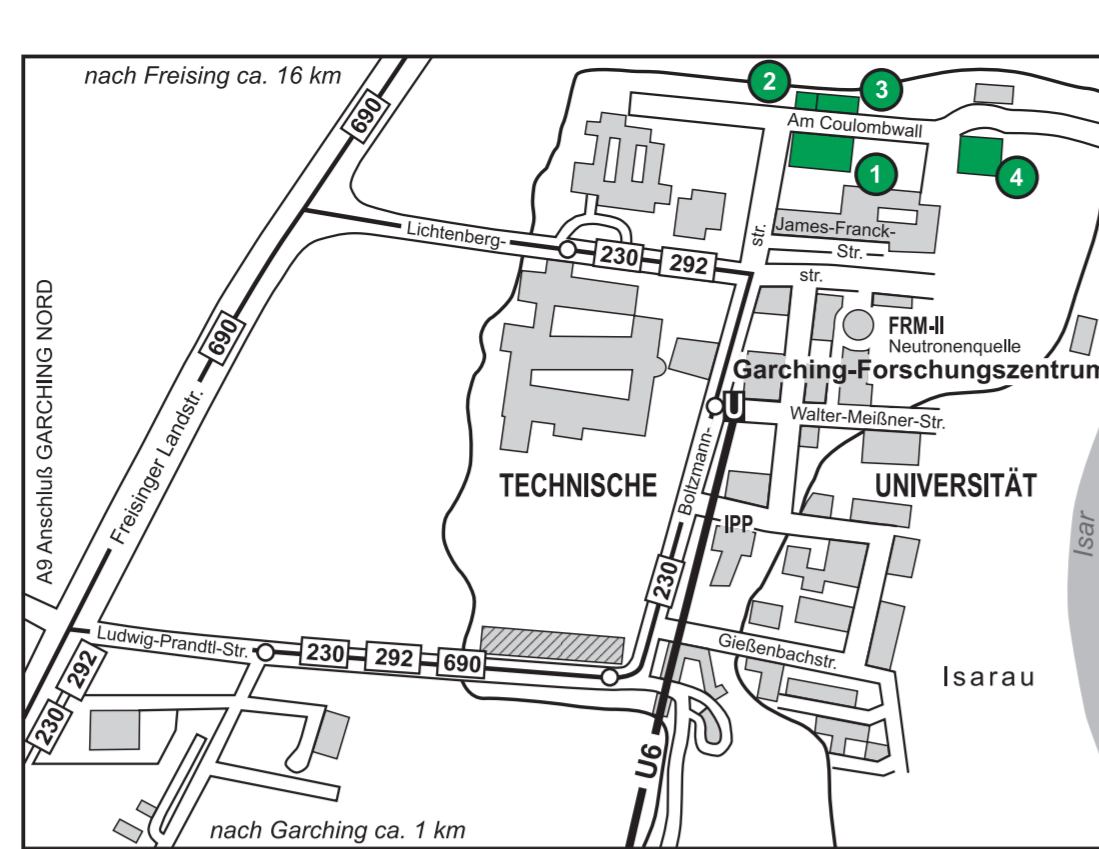 nach Freising ca. 16 km
690
2
3
Am Coulombwall
1
4
Lichtenberg-
230
292
str.
James-Franck-
Str.
str.
A9 Anschluß GARCHING NORD
690
Freisinger Landstr.
FRM-II
Neutronenquelle
Garching-Forschungszentrum
U
Walter-Meißner-Str.
Boltzmann-
TECHNISCHE
UNIVERSITÄT
IPP
Isar
230
Ludwig-Prandtl-Str.
230
292
690
Gießenbachstr.
Isarau
292
230
U6
nach Garching ca. 1 km